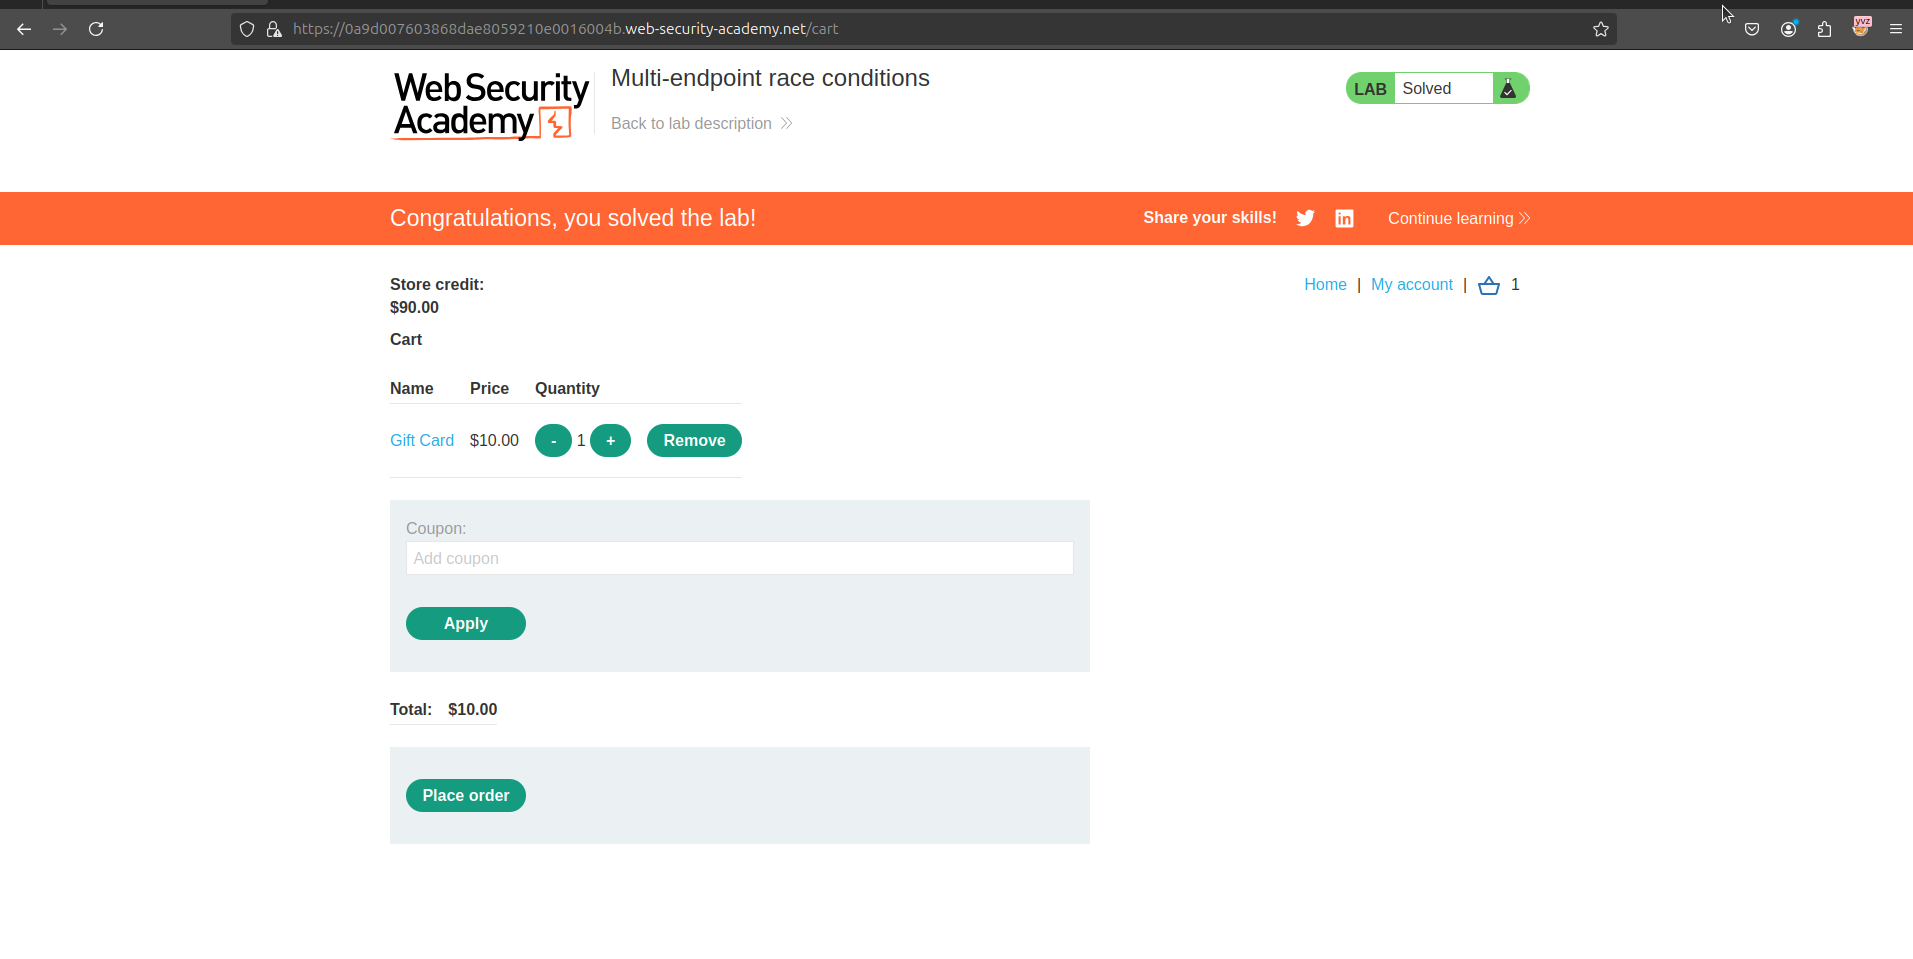 https://0a9d007603868dae8059210e0016004b.web-security-academy.net/cart
yvz
Web Security
Academy
Multi-endpoint race conditions
Back to lab description
LAB Solved
Congratulations, you solved the lab!
Share your skills!
in
Continue learning
Store credit:
$90.00
Home | My account | 1
Cart
Name Price Quantity
Gift Card $10.00 - 1 + Remove
Coupon:
Add coupon
Apply
Total: $10.00
Place order